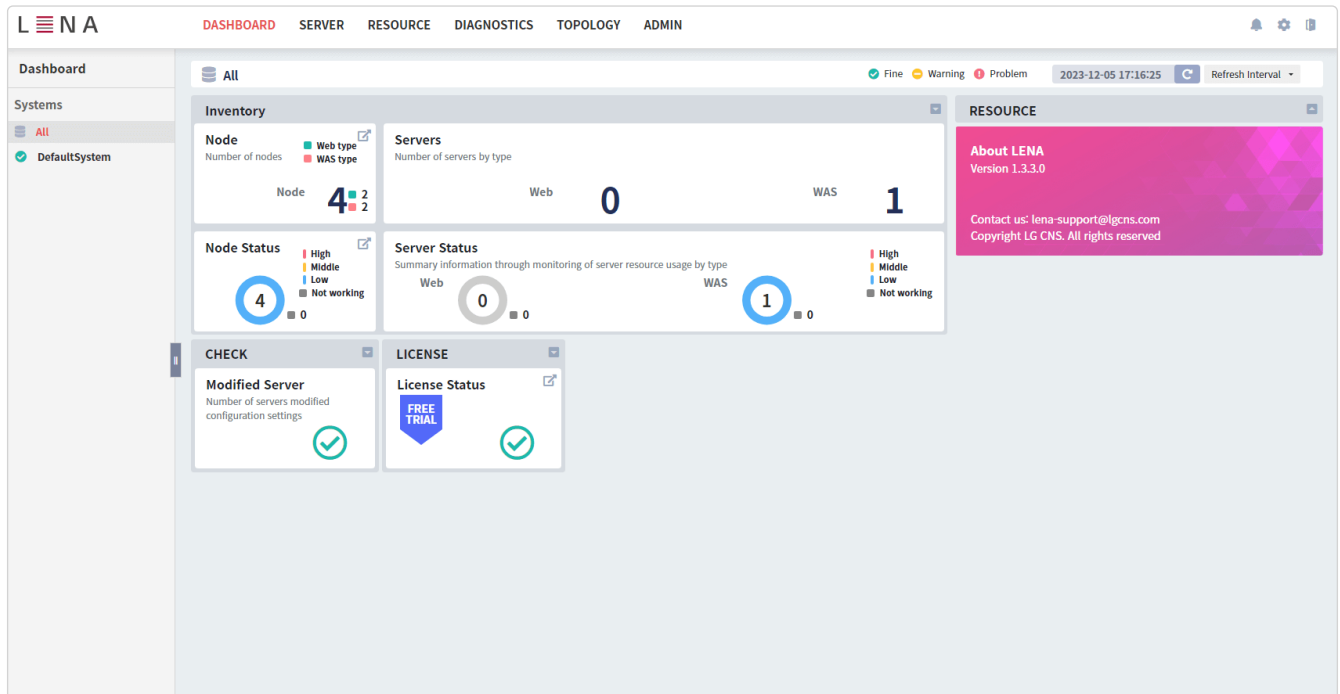 LENA
DASHBOARD SERVER RESOURCE DIAGNOSTICS TOPOLOGY ADMIN
Dashboard
Systems
All
DefaultSystem
All
Fine Warning Problem 2023-12-05 17:16:25 Refresh Interval
Inventory
Node
Number of nodes
Web type
WAS type
Node 4 2
2
Servers
Number of servers by type
Web 0 WAS 1
Node Status
High
Middle
Low
Not working
4
0
Server Status
Summary information through monitoring of server resource usage by type
High
Middle
Low
Not working
Web 0 0
WAS 1 0
RESOURCE
About LENA
Version 1.3.3.0
Contact us: lena-support@lgcns.com
Copyright LG CNS. All rights reserved
CHECK
Modified Server
Number of servers modified
configuration settings
LICENSE
License Status
FREE
TRIAL